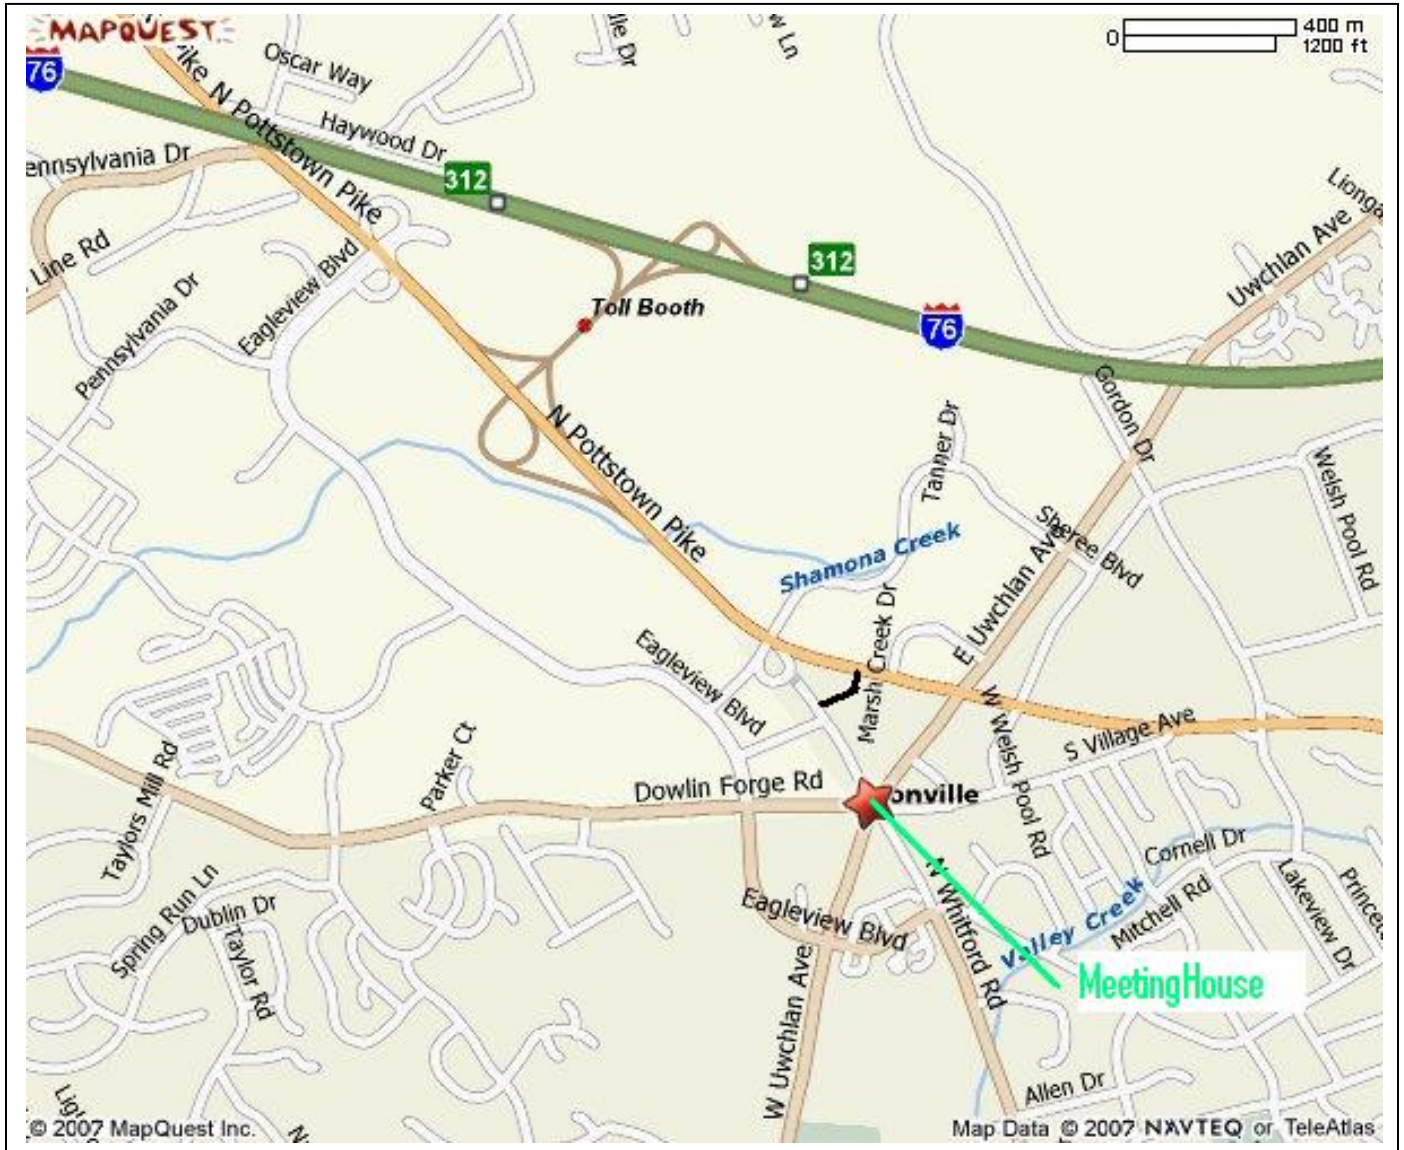 MAPQUEST
0
400 m
1200 ft
76
Pike
N Pottstown Pike
Oscar Way
Haywood Dr
312
ennsylvania Dr
Line Rd
Pennsylvania Dr
Eagleview Blvd
Toll Booth
312
76
Uwchlan Ave
Lionga
Gordon Dr
Welsh Pool Rd
N Pottstown Pike
Tanner Dr
Sheree Blvd
Shamona Creek
E Uwchlan Ave
Marsh Creek Dr
Eagleview Blvd
W Welsh Pool Rd
S Village Ave
Taylors Mill Rd
Parker Ct
Dowlin Forge Rd
onville
Cornell Dr
Mitchell Rd
Lakeview Dr
Princet
Spring Run Ln
Dublin Dr
Taylor Rd
Eagleview Blvd
N Whitford Rd
Valley Creek
MeetingHouse
W Uwchlan Ave
Allen Dr
© 2007 MapQuest Inc.
Map Data © 2007 NAVTEQ or TeleAtlas